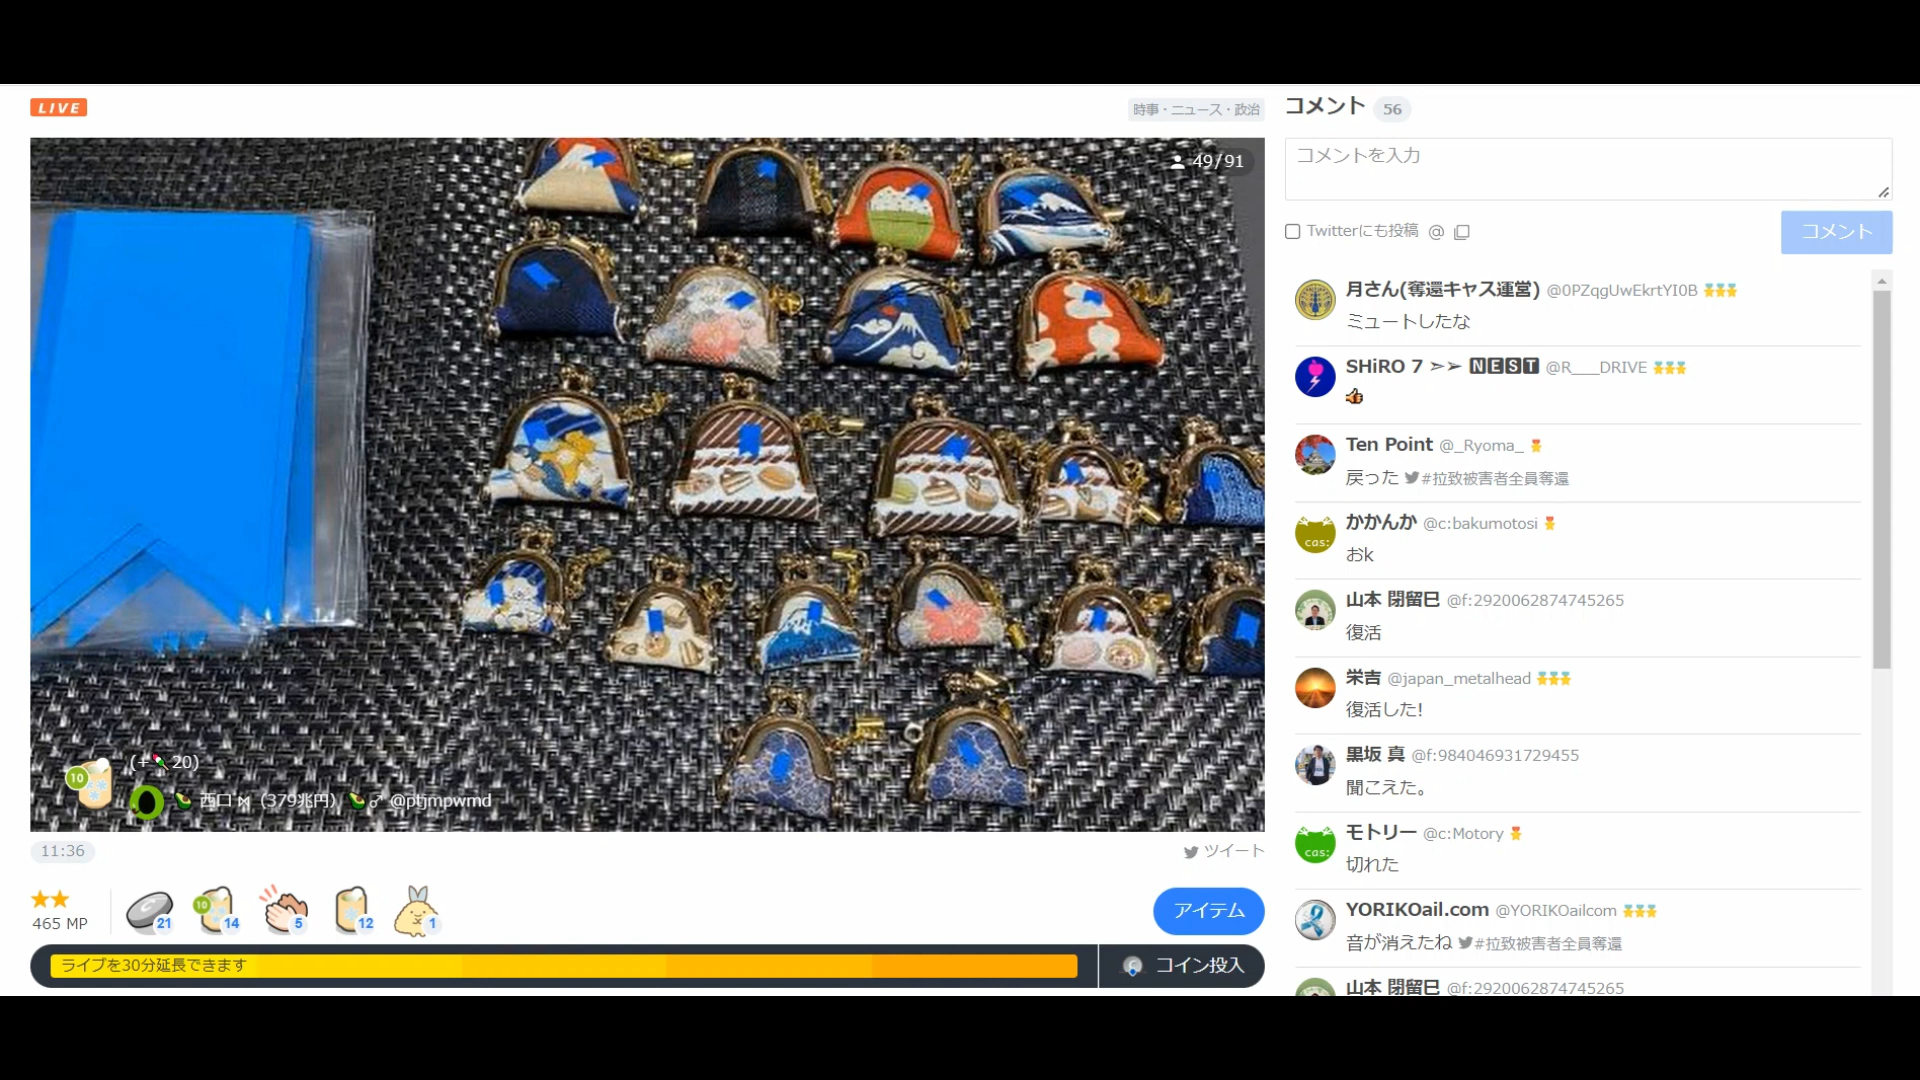 LIVE
時事・ニュース・政治
49/91
(+ 20)
西口 (379兆円) @ptjmpwmd
11:36
ツイート
465 MP
21
10
14
5
12
1
アイテム
ライブを30分延長できます
コイン投入
コメント 56
コメントを入力
Twitterにも投稿 @
コメント
月さん(奪還キャス運営) @0PZqgUwEkrtYI0B
ミュートしたな
SHiRO 7 ➣➢ NEST @R___DRIVE
👍
Ten Point @_Ryoma_
戻った #拉致被害者全員奪還
かかんか @c:bakumotosi
おk
山本 閉留巳 @f:2920062874745265
復活
栄吉 @japan_metalhead
復活した!
黒坂 真 @f:984046931729455
聞こえた。
モトリー @c:Motory
切れた
YORIKOail.com @YORIKOailcom
音が消えたね #拉致被害者全員奪還
山本 閉留巳 @f:2920062874745265